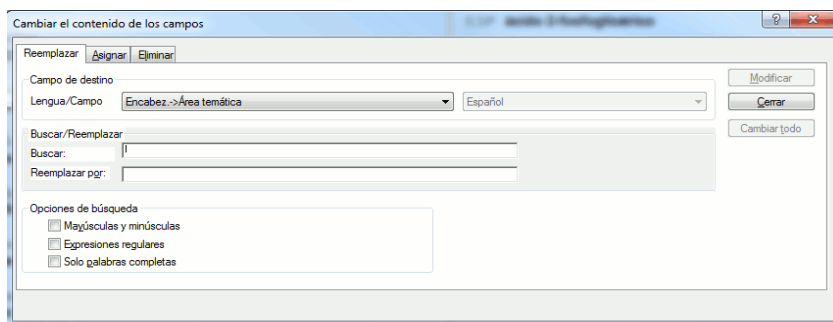 Cambiar el contenido de los campos
Reemplazar Asignar Eliminar
Campo de destino
Lengua/Campo Encabez.->Área temática Español
Modificar
Cerrar
Cambiar todo
Buscar/Reemplazar
Buscar:
Reemplazar por:
Opciones de búsqueda
Mayúsculas y minúsculas
Expresiones regulares
Solo palabras completas